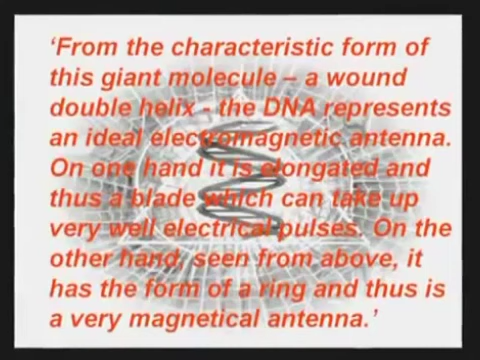 ‘From the characteristic form of
this giant molecule – a wound
double helix - the DNA represents
an ideal electromagnetic antenna.
On one hand it is elongated and
thus a blade which can take up
very well electrical pulses. On the
other hand, seen from above, it
has the form of a ring and thus is
a very magnetical antenna.’